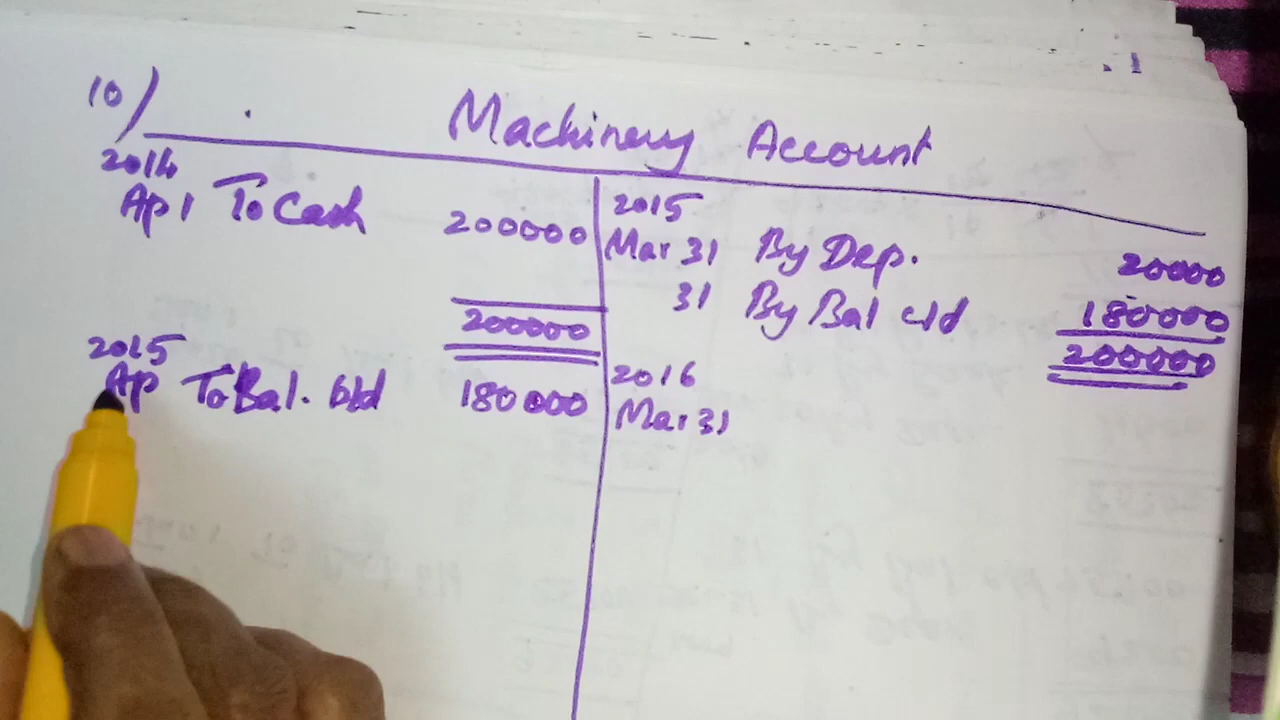 10/
Machinery Account
2014
Ap 1 To Cash 200000
200000
2015
Ap To Bal. b/d 180000
2015
Mar 31 By Dep. 20000
31 By Bal c/d 180000
200000
2016
Mar 31